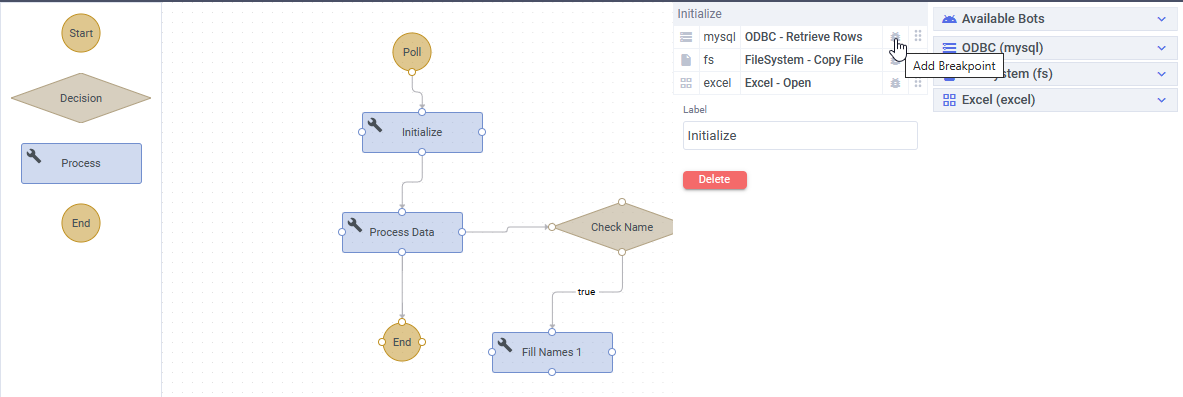 Start
Decision
Process
End
Poll
Initialize
Process Data
Check Name
true
End
Fill Names 1
Initialize
mysql ODBC - Retrieve Rows
fs FileSystem - Copy File
excel Excel - Open
Add Breakpoint
Label
Initialize
Delete
Available Bots
ODBC (mysql)
stem (fs)
Excel (excel)